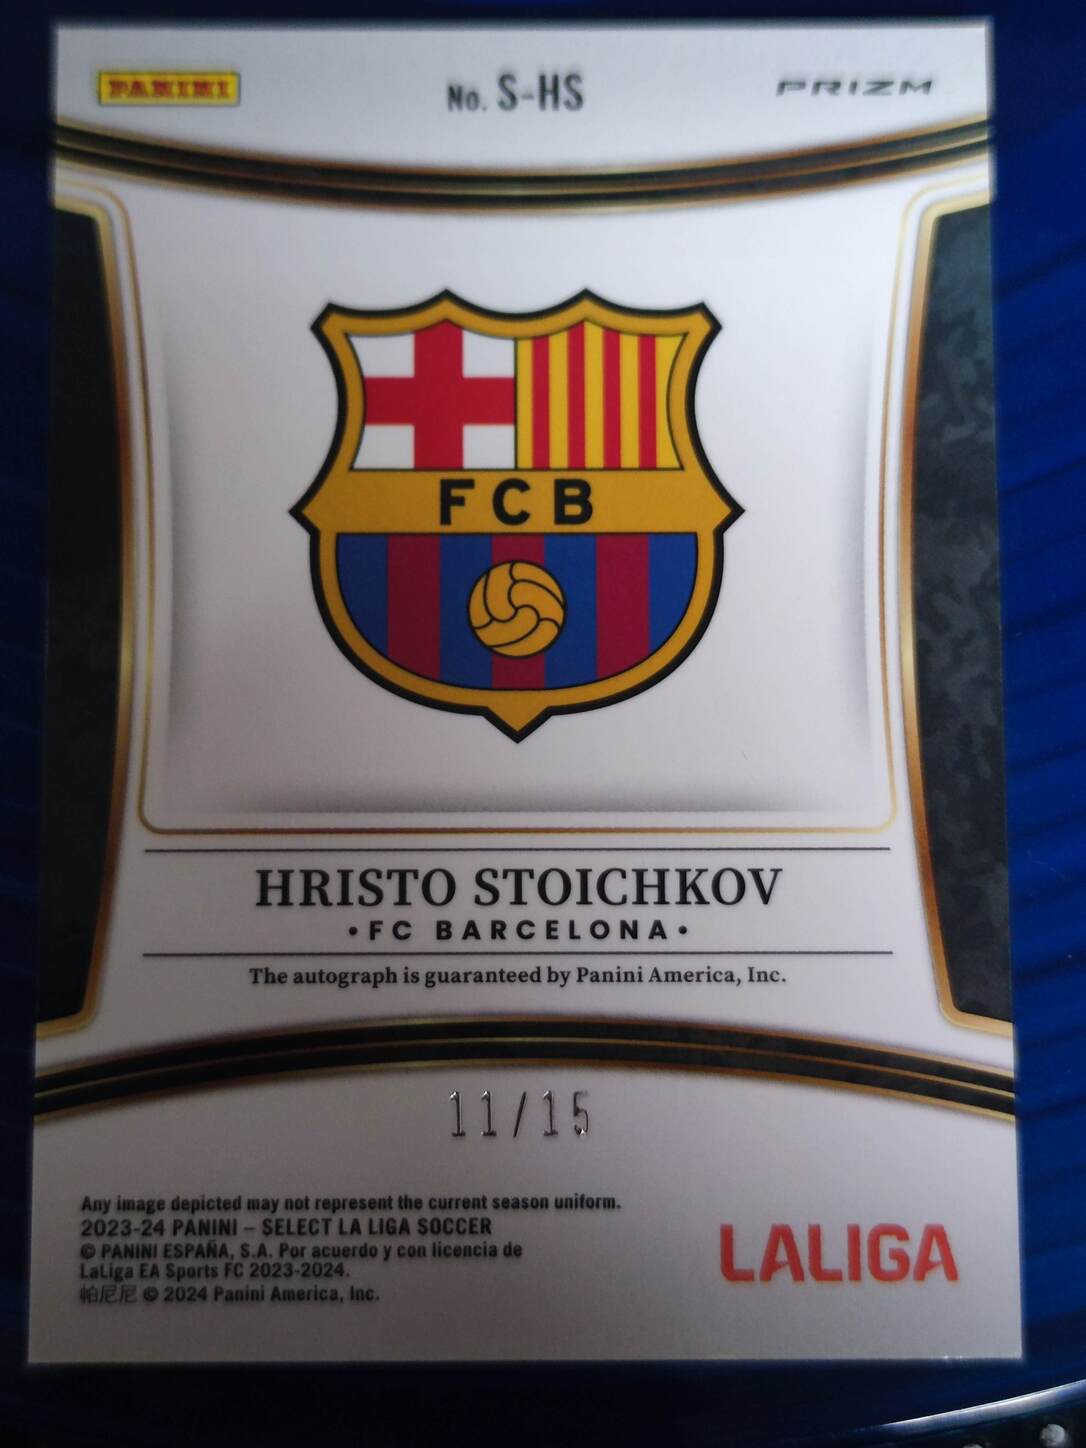 PANINI
No. S-HS
PRIZM
FCB
HRISTO STOICHKOV
• FC BARCELONA •
The autograph is guaranteed by Panini America, Inc.
11/15
Any image depicted may not represent the current season uniform.
2023-24 PANINI – SELECT LA LIGA SOCCER
© PANINI ESPAÑA, S.A. Por acuerdo y con licencia de
LaLiga EA Sports FC 2023-2024.
帕尼尼 © 2024 Panini America, Inc.
LALIGA